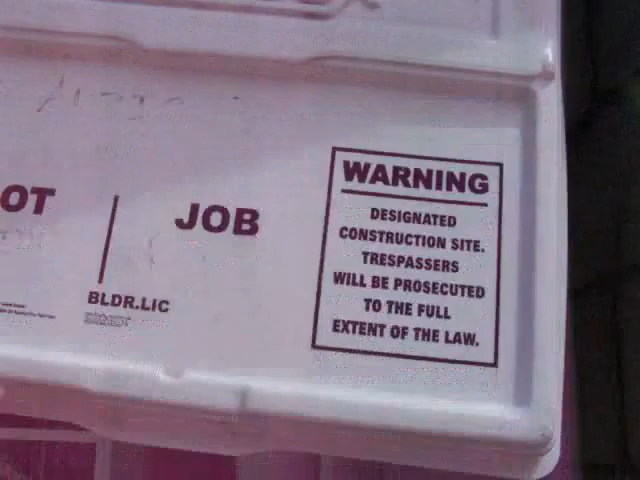 OT
JOB
BLDR.LIC
WARNING
DESIGNATED
CONSTRUCTION SITE.
TRESPASSERS
WILL BE PROSECUTED
TO THE FULL
EXTENT OF THE LAW.